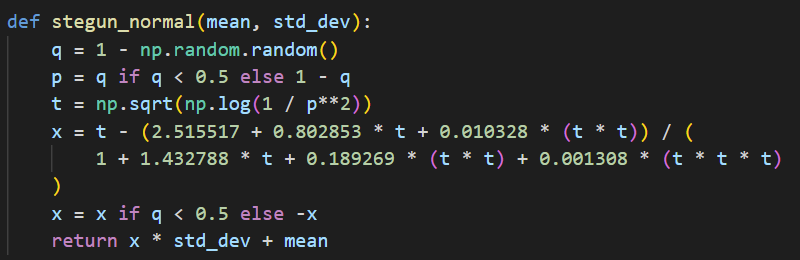 def stegun_normal(mean, std_dev):
    q = 1 - np.random.random()
    p = q if q < 0.5 else 1 - q
    t = np.sqrt(np.log(1 / p**2))
    x = t - (2.515517 + 0.802853 * t + 0.010328 * (t * t)) / (
        1 + 1.432788 * t + 0.189269 * (t * t) + 0.001308 * (t * t * t)
    )
    x = x if q < 0.5 else -x
    return x * std_dev + mean